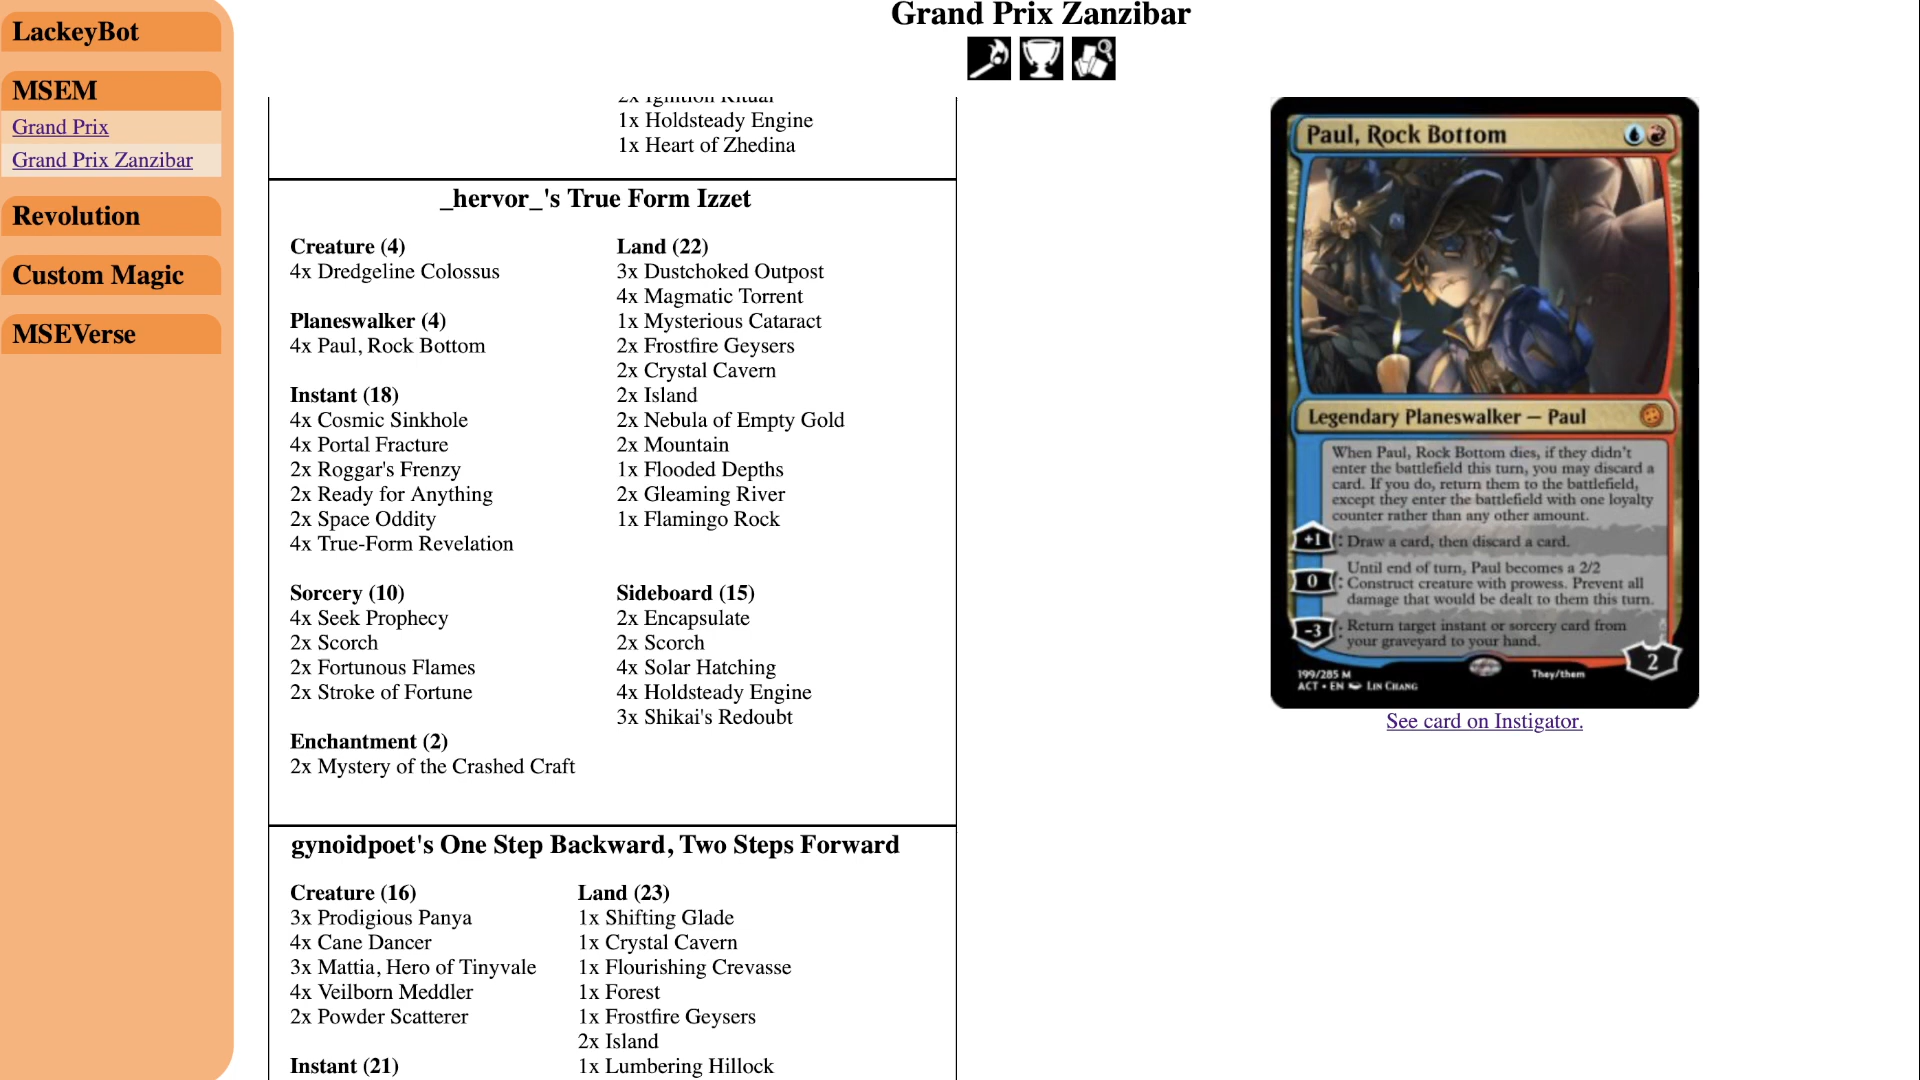 Grand Prix Zanzibar
LackeyBot
MSEM
Grand Prix
Grand Prix Zanzibar
Revolution
Custom Magic
MSEVerse
2x Ignition Ritual
1x Holdsteady Engine
1x Heart of Zhedina
_hervor_'s True Form Izzet
Creature (4)
4x Dredgeline Colossus
Planeswalker (4)
4x Paul, Rock Bottom
Instant (18)
4x Cosmic Sinkhole
4x Portal Fracture
2x Roggar's Frenzy
2x Ready for Anything
2x Space Oddity
4x True-Form Revelation
Sorcery (10)
4x Seek Prophecy
2x Scorch
2x Fortunous Flames
2x Stroke of Fortune
Enchantment (2)
2x Mystery of the Crashed Craft
Land (22)
3x Dustchoked Outpost
4x Magmatic Torrent
1x Mysterious Cataract
2x Frostfire Geysers
2x Crystal Cavern
2x Island
2x Nebula of Empty Gold
2x Mountain
1x Flooded Depths
2x Gleaming River
1x Flamingo Rock
Sideboard (15)
2x Encapsulate
2x Scorch
4x Solar Hatching
4x Holdsteady Engine
3x Shikai's Redoubt
gynoidpoet's One Step Backward, Two Steps Forward
Creature (16)
3x Prodigious Panya
4x Cane Dancer
3x Mattia, Hero of Tinyvale
4x Veilborn Meddler
2x Powder Scatterer
Instant (21)
Land (23)
1x Shifting Glade
1x Crystal Cavern
1x Flourishing Crevasse
1x Forest
1x Frostfire Geysers
2x Island
1x Lumbering Hillock
Paul, Rock Bottom
Legendary Planeswalker — Paul
When Paul, Rock Bottom dies, if they didn't
enter the battlefield this turn, you may discard a
card. If you do, return them to the battlefield,
except they enter the battlefield with one loyalty
counter rather than any other amount.
+1 : Draw a card, then discard a card.
Until end of turn, Paul becomes a 2/2
0 : Construct creature with prowess. Prevent all
damage that would be dealt to them this turn.
-3 : Return target instant or sorcery card from
your graveyard to your hand.
2
199/285 M
They/them
ACT • EN Lin Chang
See card on Instigator.